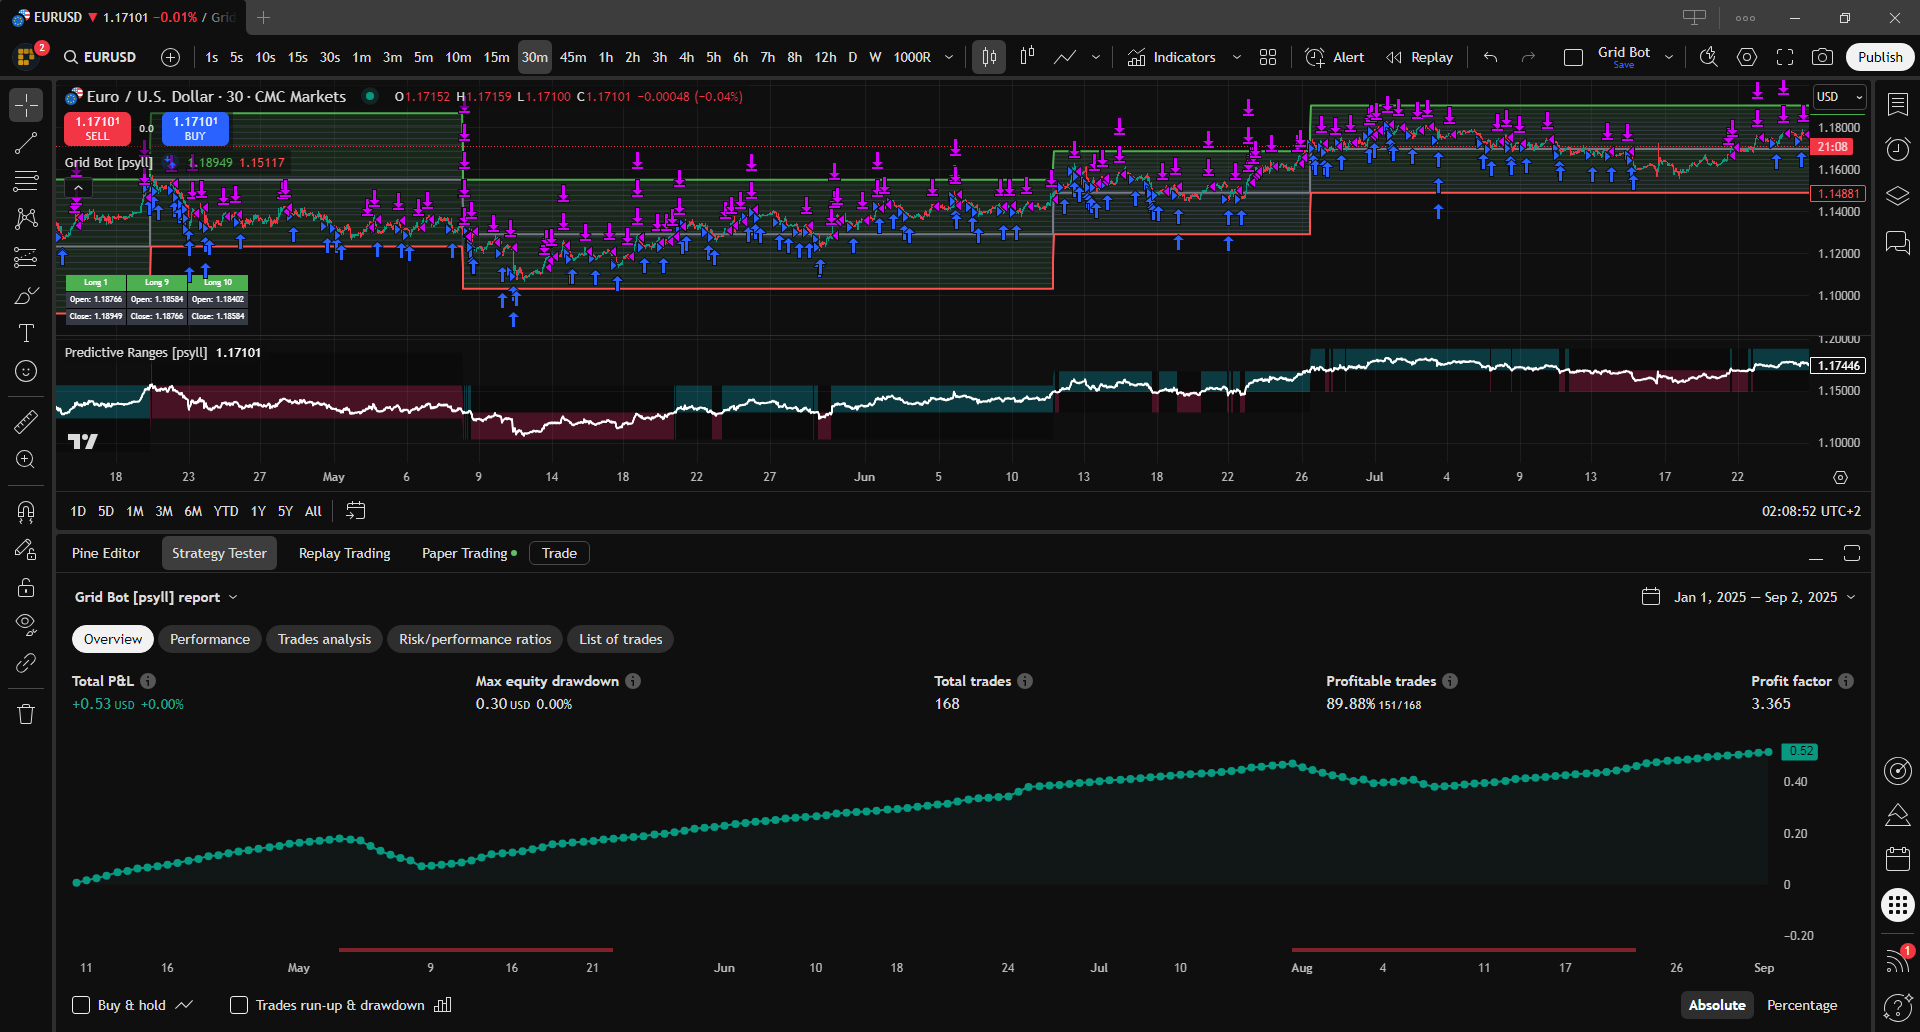 EURUSD ▼ 1.17101 −0.01% / Grid
2
EURUSD 1s 5s 10s 15s 30s 1m 3m 5m 10m 15m 30m 45m 1h 2h 3h 4h 5h 6h 7h 8h 12h D W 1000R Indicators Alert Replay Grid Bot Save Publish
Euro / U.S. Dollar · 30 · CMC Markets O1.17152 H1.17159 L1.17100 C1.17101 −0.00048 (−0.04%)
USD
1.17101 SELL 0.0 1.17101 BUY
Grid Bot [psyll] 1.18949 1.15117
1.18000
21:08
1.16000
1.14881
1.14000
1.12000
1.10000
Long 1 Long 9 Long 10
Open: 1.18766 Open: 1.18584 Open: 1.18402
Close: 1.18949 Close: 1.18766 Close: 1.18584
Predictive Ranges [psyll] 1.17101
1.20000
1.17446
1.15000
1.10000
18 23 27 May 6 9 14 18 22 27 Jun 5 10 13 18 22 26 Jul 4 9 13 17 22
1D 5D 1M 3M 6M YTD 1Y 5Y All 02:08:52 UTC+2
Pine Editor Strategy Tester Replay Trading Paper Trading Trade
Grid Bot [psyll] report Jan 1, 2025 — Sep 2, 2025
Overview Performance Trades analysis Risk/performance ratios List of trades
Total P&L Max equity drawdown Total trades Profitable trades Profit factor
+0.53 USD +0.00% 0.30 USD 0.00% 168 89.88% 151/168 3.365
0.52
0.40
0.20
0
−0.20
11 16 May 9 16 21 Jun 10 18 24 Jul 10 Aug 4 11 17 26 Sep
1
Buy & hold Trades run-up & drawdown Absolute Percentage